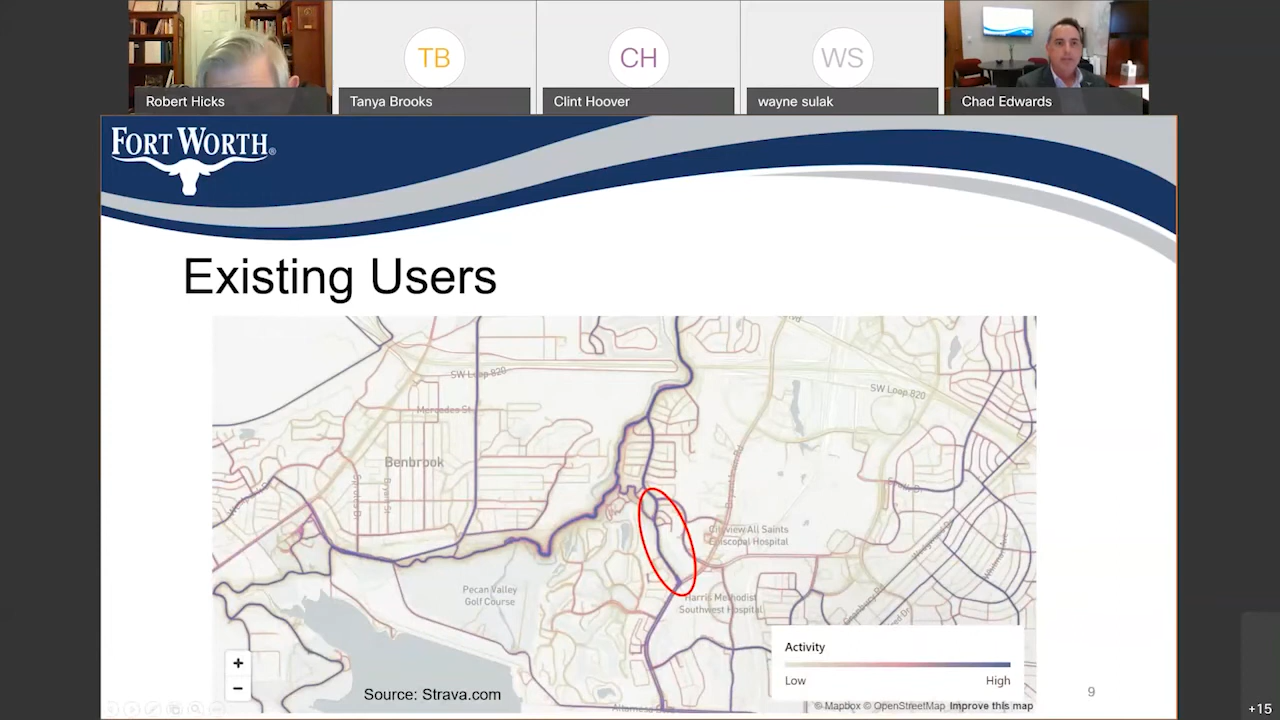 TB
CH
WS
Robert Hicks
Tanya Brooks
Clint Hoover
wayne sulak
Chad Edwards
FORT WORTH®
Existing Users
SW Loop 820
SW Loop 820
Mercedes St
Benbrook
Cityview All Saints
Episcopal Hospital
Pecan Valley
Golf Course
Harris Methodist
Southwest Hospital
Activity
Low
High
+
−
Source: Strava.com
© Mapbox © OpenStreetMap Improve this map
9
+15